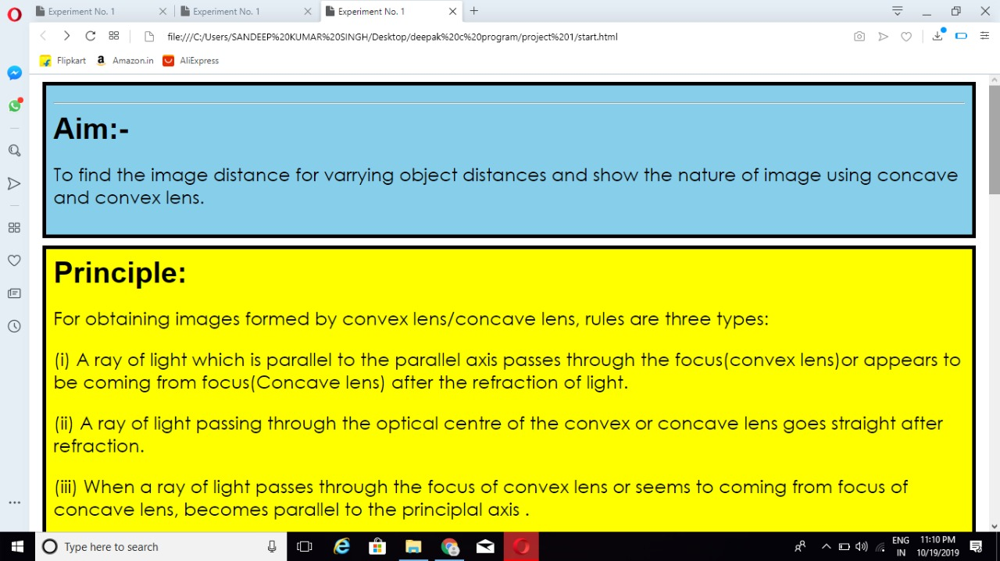 Experiment No. 1
Experiment No. 1
Experiment No. 1
file:///C:/Users/SANDEEP%20KUMAR%20SINGH/Desktop/deepak%20c%20program/project%201/start.html
Flipkart
a Amazon.in
AliExpress
Aim:-
To find the image distance for varrying object distances and show the nature of image using concave
and convex lens.
Principle:
For obtaining images formed by convex lens/concave lens, rules are three types:
(i) A ray of light which is parallel to the parallel axis passes through the focus(convex lens)or appears to
be coming from focus(Concave lens) after the refraction of light.
(ii) A ray of light passing through the optical centre of the convex or concave lens goes straight after
refraction.
(iii) When a ray of light passes through the focus of convex lens or seems to coming from focus of
concave lens, becomes parallel to the principlal axis .
Type here to search
ENG
IN
11:10 PM
10/19/2019